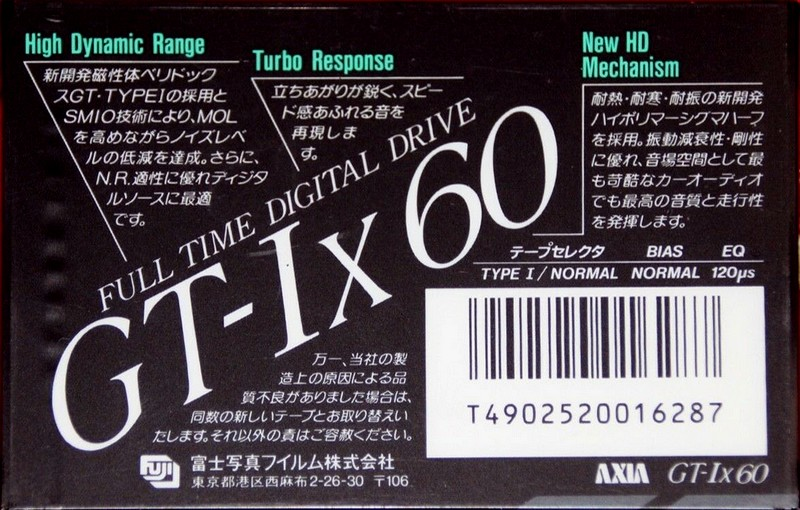 High Dynamic Range
新開発磁性体ベリドック
スGT・TYPEIの採用と
SMIO技術により、MOL
を高めながらノイズレベ
ルの低減を達成。さらに、
N.R.適性に優れディジタ
ルソースに最適
です。
Turbo Response
立ちあがりが鋭く、スピー
ド感あふれる音を
再現しま
す。
New HD
Mechanism
耐熱・耐寒・耐振の新開発
ハイポリマーシグマハーフ
を採用。振動減衰性・剛性
に優れ、音場空間として最
も苛酷なカーオーディオ
でも最高の音質と走行性
を発揮します。
FULL TIME DIGITAL DRIVE
GT-Ix 60
テープセレクタ BIAS EQ
TYPE I/NORMAL NORMAL 120μs
万一、当社の製
造上の原因による品
質不良がありました場合は、
同数の新しいテープとお取り替えい
たします。それ以外の責はご容赦ください。
T4902520016287
FUJI 富士写真フイルム株式会社
東京都港区西麻布2-26-30 〒106
AXIA GT-Ix60